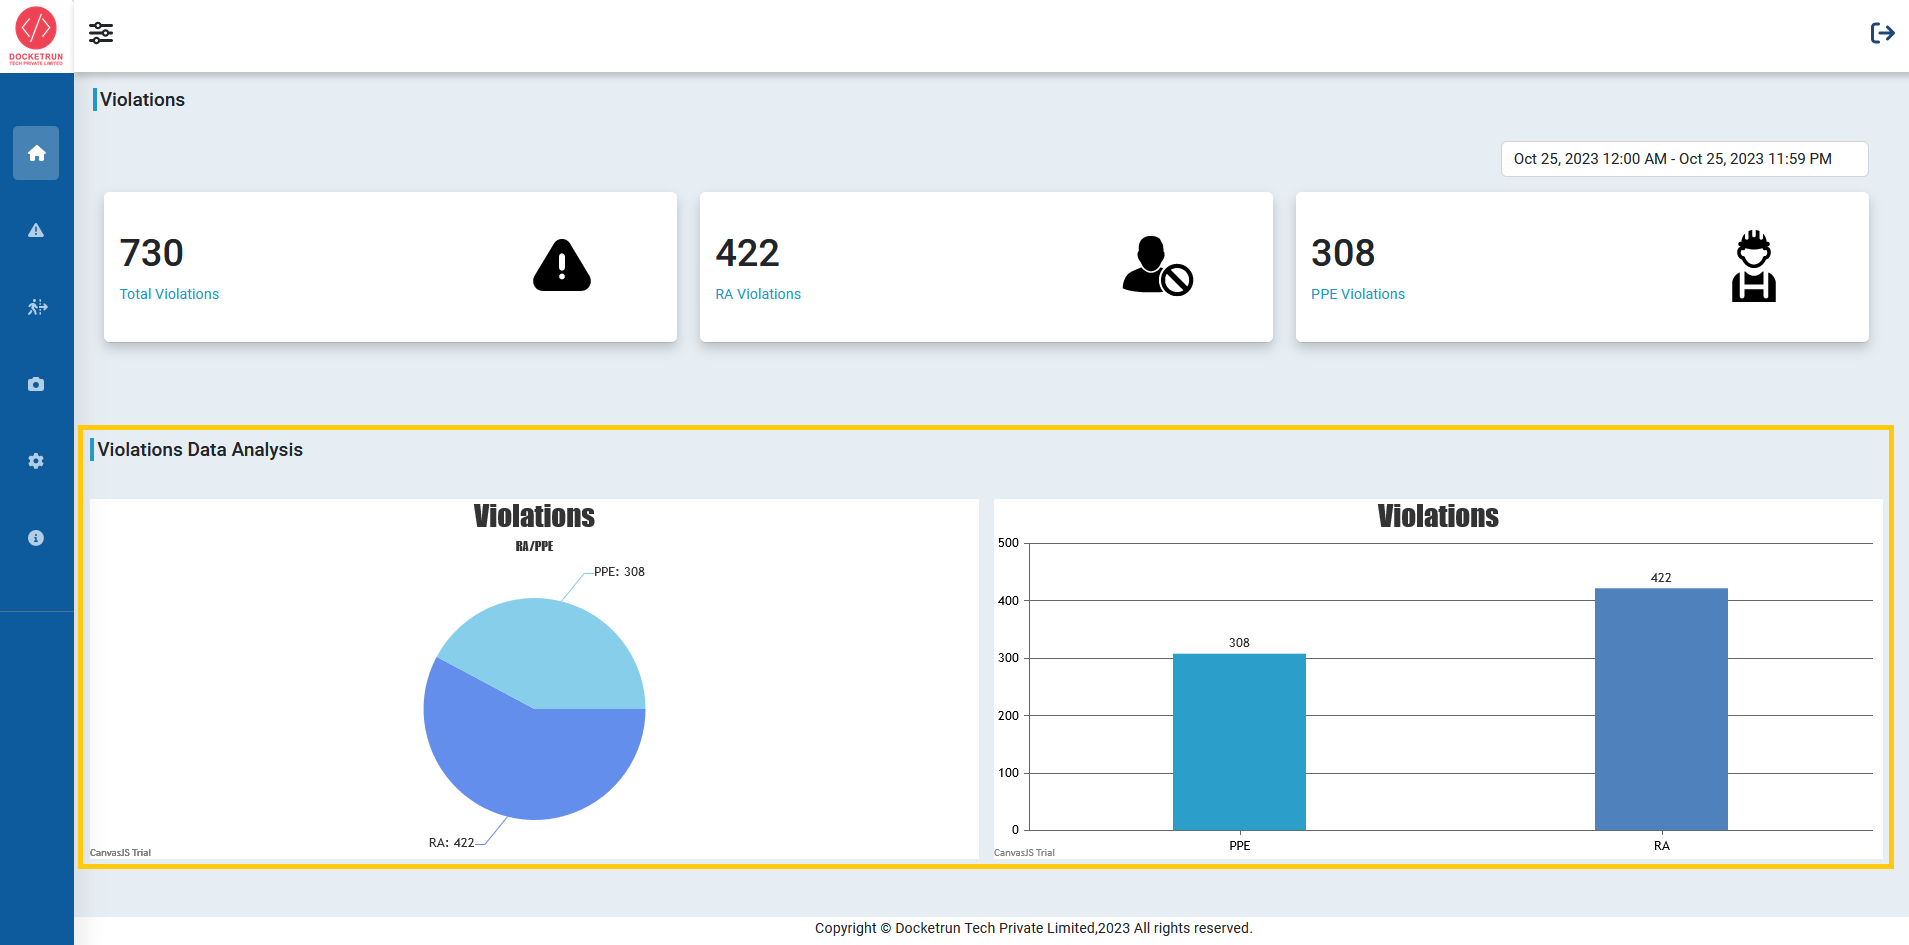 DOCKETRUN
TECH PRIVATE LIMITED
Violations
Oct 25, 2023 12:00 AM - Oct 25, 2023 11:59 PM
730
Total Violations
422
RA Violations
308
PPE Violations
Violations Data Analysis
Violations
RA/PPE
PPE: 308
RA: 422
CanvasJS Trial
Violations
500
400
300
200
100
0
308
422
PPE
RA
CanvasJS Trial
Copyright © Docketrun Tech Private Limited,2023 All rights reserved.